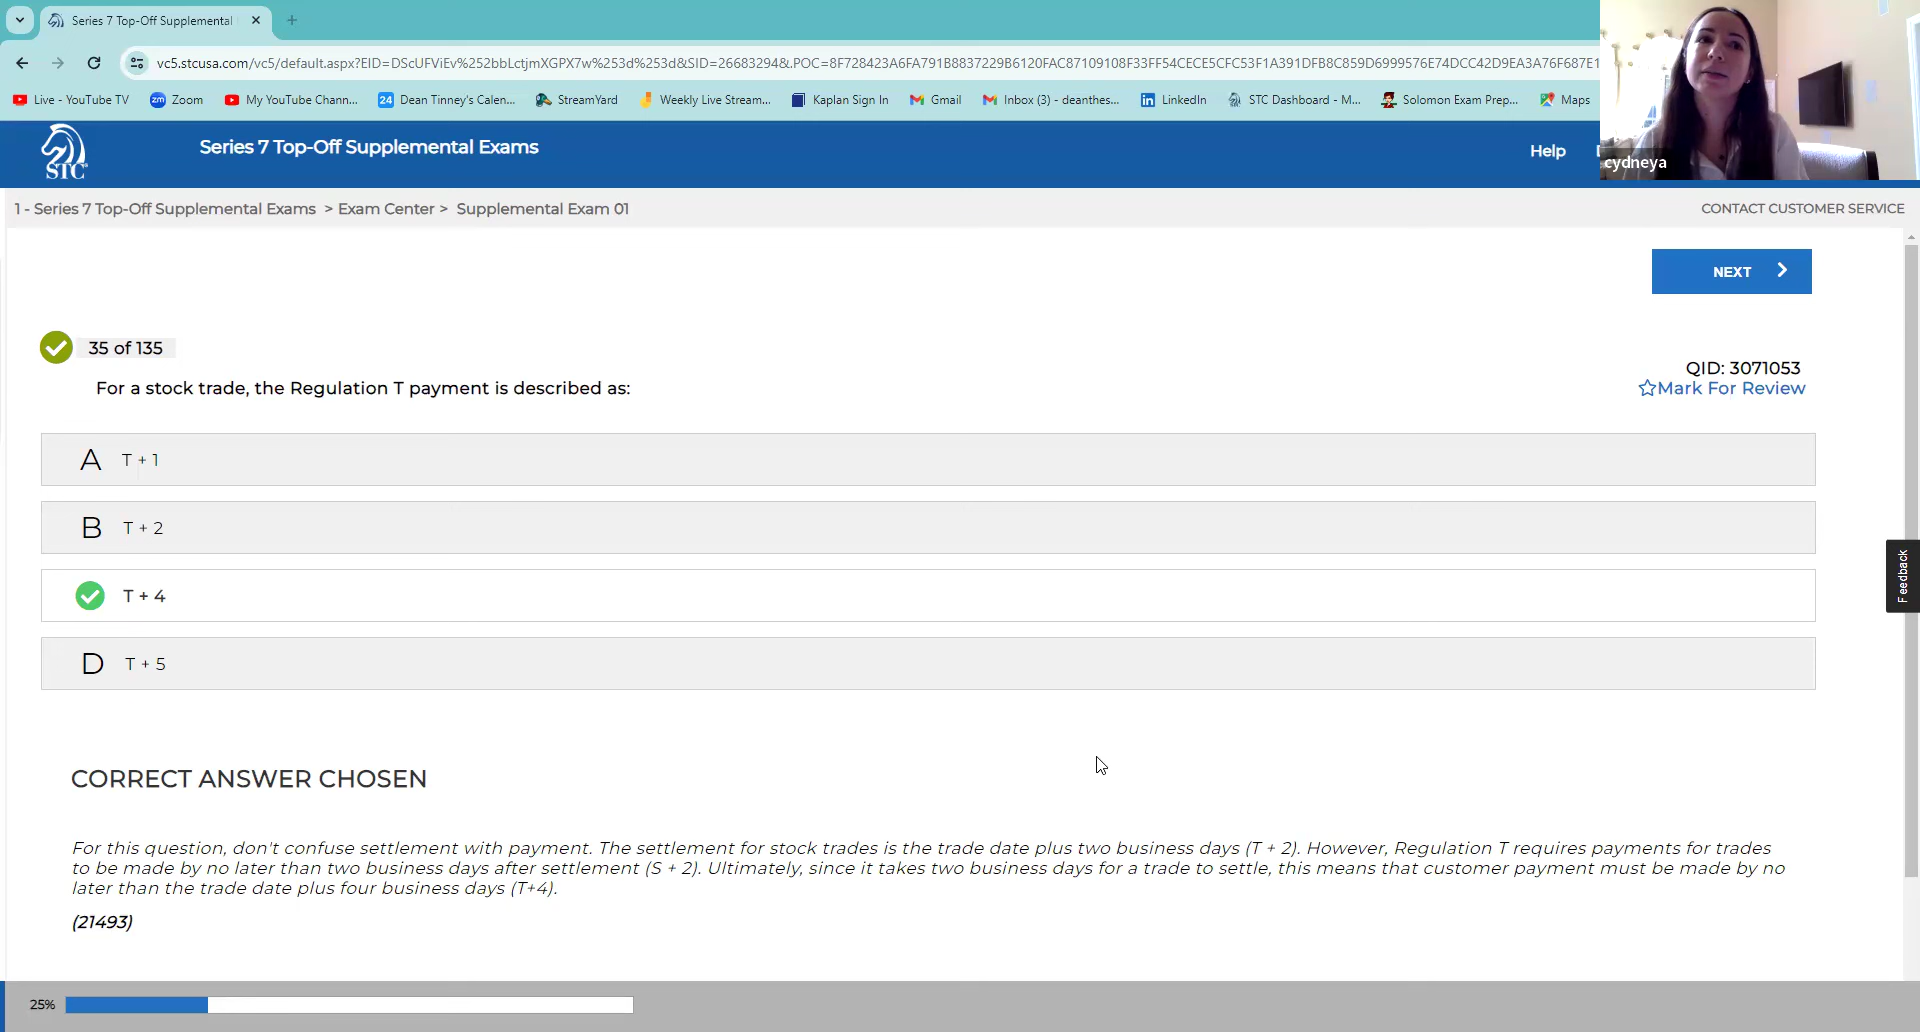 Series 7 Top-Off Supplemental
vc5.stcusa.com/vc5/default.aspx?EID=DScUFViEv%252bbLctjmXGPX7w%253d%253d&SID=26683294&.POC=8F728423A6FA791B8837229B6120FAC87109108F33FF54CECE5CFC53F1A391DFB8C859D6999576E74DCC42D9EA3A76F687E1
Live - YouTube TV
zm Zoom
My YouTube Chann...
24 Dean Tinney's Calen...
StreamYard
Weekly Live Stream...
Kaplan Sign In
Gmail
Inbox (3) - deanthes...
LinkedIn
STC Dashboard - M...
Solomon Exam Prep...
Maps
STC
Series 7 Top-Off Supplemental Exams
Help
cydneya
1 - Series 7 Top-Off Supplemental Exams > Exam Center > Supplemental Exam 01
CONTACT CUSTOMER SERVICE
NEXT
35 of 135
QID: 3071053
For a stock trade, the Regulation T payment is described as:
Mark For Review
A T + 1
B T + 2
T + 4
D T + 5
Feedback
CORRECT ANSWER CHOSEN
For this question, don't confuse settlement with payment. The settlement for stock trades is the trade date plus two business days (T + 2). However, Regulation T requires payments for trades
to be made by no later than two business days after settlement (S + 2). Ultimately, since it takes two business days for a trade to settle, this means that customer payment must be made by no
later than the trade date plus four business days (T+4).
(21493)
25%